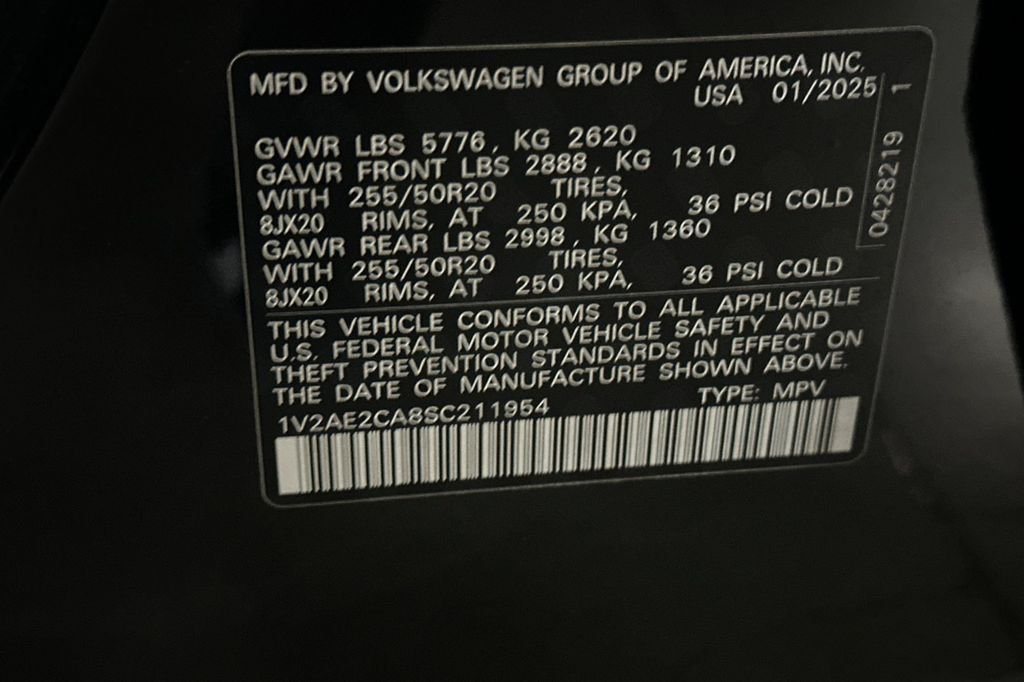 MFD BY VOLKSWAGEN GROUP OF AMERICA, INC.
USA 01/2025
GVWR LBS 5776, KG 2620
GAWR FRONT LBS 2888, KG 1310
WITH 255/50R20 TIRES,
8JX20 RIMS, AT 250 KPA, 36 PSI COLD
GAWR REAR LBS 2998, KG 1360
WITH 255/50R20 TIRES,
8JX20 RIMS, AT 250 KPA, 36 PSI COLD
THIS VEHICLE CONFORMS TO ALL APPLICABLE
U.S. FEDERAL MOTOR VEHICLE SAFETY AND
THEFT PREVENTION STANDARDS IN EFFECT ON
THE DATE OF MANUFACTURE SHOWN ABOVE.
1V2AE2CA8SC211954 TYPE: MPV
0428219 1